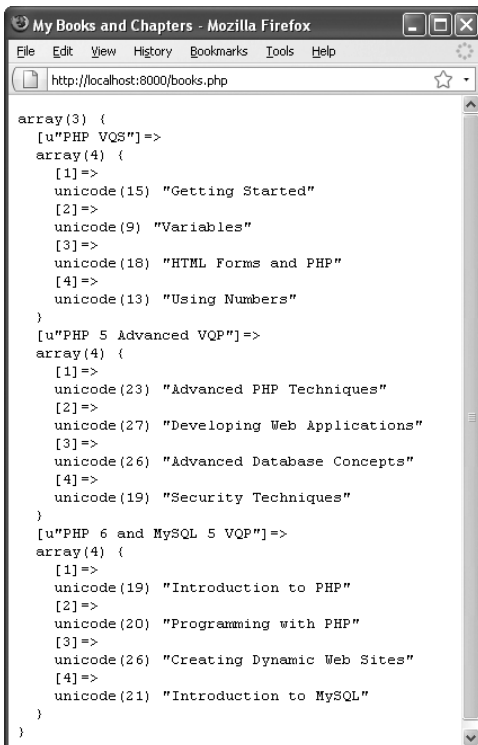 My Books and Chapters - Mozilla Firefox
File Edit View History Bookmarks Tools Help
http://localhost:8000/books.php
array(3) {
  [u"PHP VQS"]=>
  array(4) {
    [1]=>
    unicode(15) "Getting Started"
    [2]=>
    unicode(9) "Variables"
    [3]=>
    unicode(18) "HTML Forms and PHP"
    [4]=>
    unicode(13) "Using Numbers"
  }
  [u"PHP 5 Advanced VQP"]=>
  array(4) {
    [1]=>
    unicode(23) "Advanced PHP Techniques"
    [2]=>
    unicode(27) "Developing Web Applications"
    [3]=>
    unicode(26) "Advanced Database Concepts"
    [4]=>
    unicode(19) "Security Techniques"
  }
  [u"PHP 6 and MySQL 5 VQP"]=>
  array(4) {
    [1]=>
    unicode(19) "Introduction to PHP"
    [2]=>
    unicode(20) "Programming with PHP"
    [3]=>
    unicode(26) "Creating Dynamic Web Sites"
    [4]=>
    unicode(21) "Introduction to MySQL"
  }
}